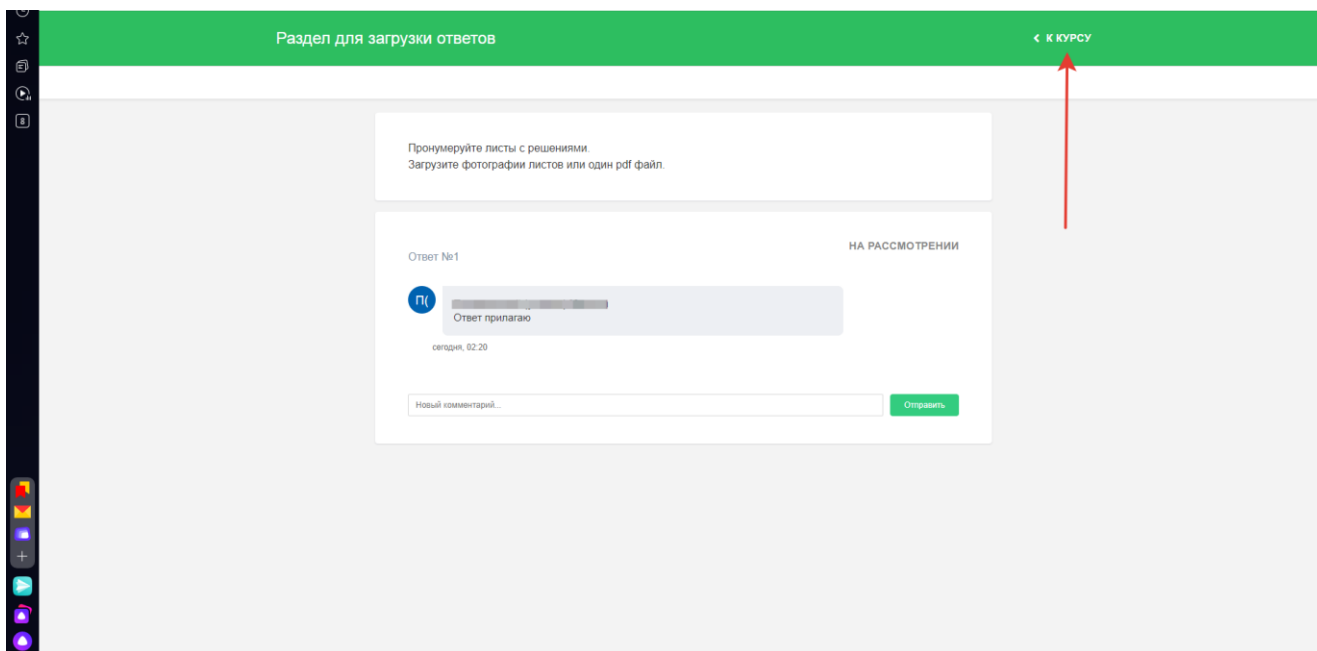 Раздел для загрузки ответов
К КУРСУ
8
Пронумеруйте листы с решениями.
Загрузите фотографии листов или один pdf файл.
НА РАССМОТРЕНИИ
Ответ №1
П(
Ответ прилагаю
сегодня, 02:20
Новый комментарий...
Отправить